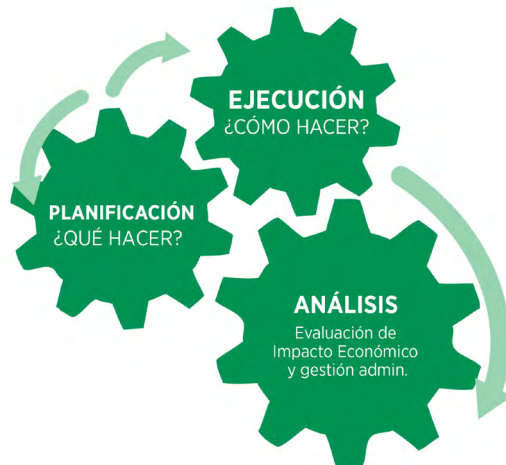 EJECUCIÓN
¿CÓMO HACER?
PLANIFICACIÓN
¿QUÉ HACER?
ANÁLISIS
Evaluación de
Impacto Económico
y gestión admin.